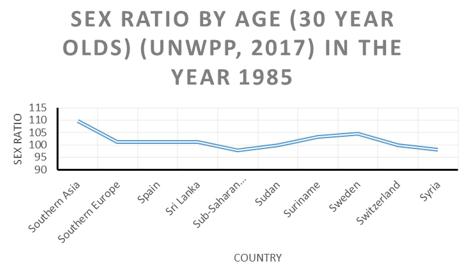 SEX RATIO BY AGE (30 YEAR
OLDS) (UNWPP, 2017) IN THE
YEAR 1985
115
110
105
100
95
90
SEX RATIO
Southern Asia
Southern Europe
Spain
Sri Lanka
Sub-Saharan...
Sudan
Suriname
Sweden
Switzerland
Syria
COUNTRY